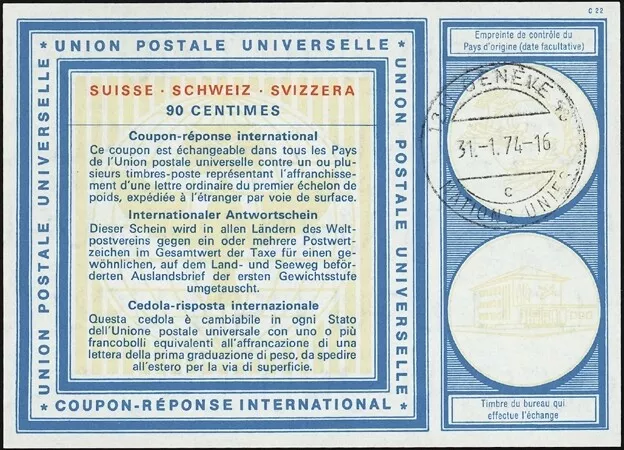 C 22
* UNION POSTALE UNIVERSELLE *
UNION POSTALE UNIVERSELLE
UNION POSTALE UNIVERSELLE
SUISSE · SCHWEIZ · SVIZZERA
90 CENTIMES
Coupon-réponse international
Ce coupon est échangeable dans tous les Pays
de l'Union postale universelle contre un ou plu-
sieurs timbres-poste représentant l'affranchisse-
ment d'une lettre ordinaire du premier échelon de
poids, expédiée à l'étranger par voie de surface.
Internationaler Antwortschein
Dieser Schein wird in allen Ländern des Welt-
postvereins gegen ein oder mehrere Postwert-
zeichen im Gesamtwert der Taxe für einen ge-
wöhnlichen, auf dem Land- und Seeweg beför-
derten Auslandsbrief der ersten Gewichtsstufe
umgetauscht.
Cedola-risposta internazionale
Questa cedola è cambiabile in ogni Stato
dell'Unione postale universale con uno o più
francobolli equivalenti all'affrancazione di una
lettera della prima graduazione di peso, da spedire
all'estero per la via di superficie.
* COUPON-RÉPONSE INTERNATIONAL *
Empreinte de contrôle du
Pays d'origine (date facultative)
GENÈVE 10
31.-1.74-16
C
NATIONS UNIES
Timbre du bureau qui
effectue l'échange